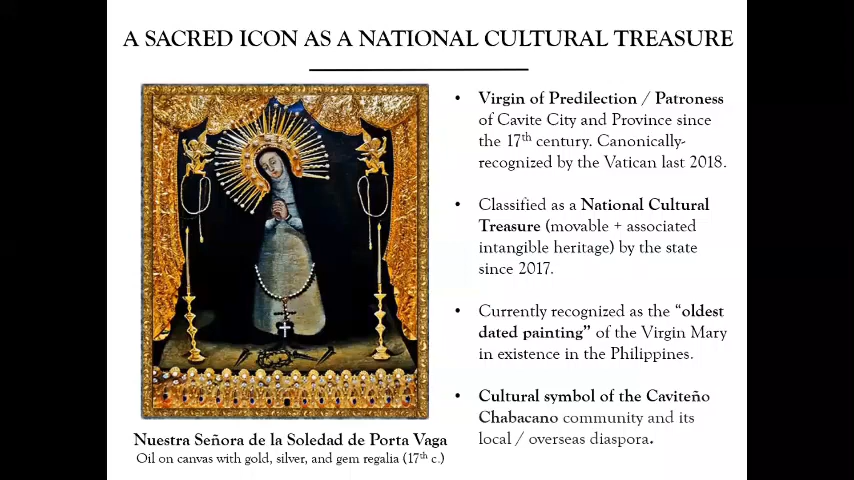 A SACRED ICON AS A NATIONAL CULTURAL TREASURE
• Virgin of Predilection / Patroness
of Cavite City and Province since
the 17th century. Canonically-
recognized by the Vatican last 2018.
• Classified as a National Cultural
Treasure (movable + associated
intangible heritage) by the state
since 2017.
• Currently recognized as the “oldest
dated painting” of the Virgin Mary
in existence in the Philippines.
• Cultural symbol of the Caviteño
Chabacano community and its
local / overseas diaspora.
Nuestra Señora de la Soledad de Porta Vaga
Oil on canvas with gold, silver, and gem regalia (17th c.)